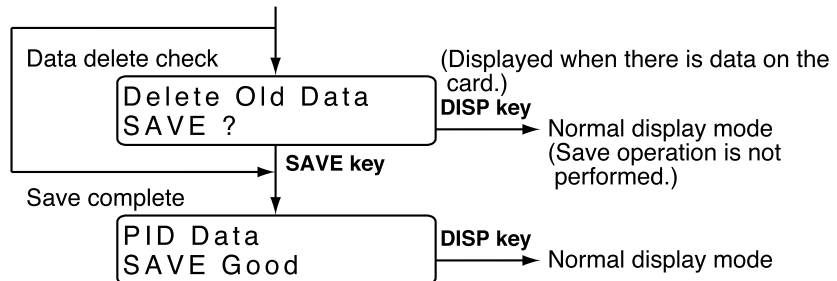 Data delete check
(Displayed when there is data on the
card.)
Delete Old Data
SAVE ?
DISP key
Normal display mode
(Save operation is not
performed.)
SAVE key
Save complete
PID Data
SAVE Good
DISP key
Normal display mode